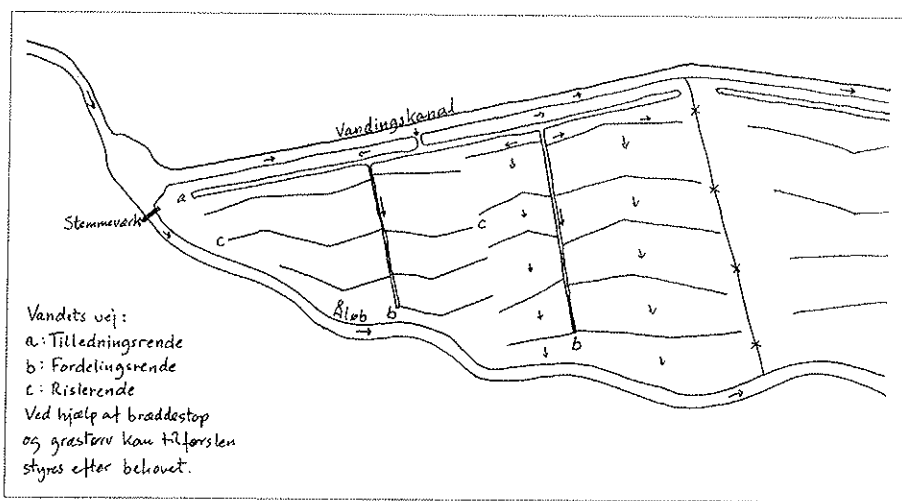 Vandingskanal
a
Stemmeværk
c
c
Åløb
b
b
Vandets vej:
a: Tilledningsrende
b: Fordelingsrende
c: Rislerende
Ved hjælp af bræddestop
og græstørv kan tilførslen
styres efter behovet.